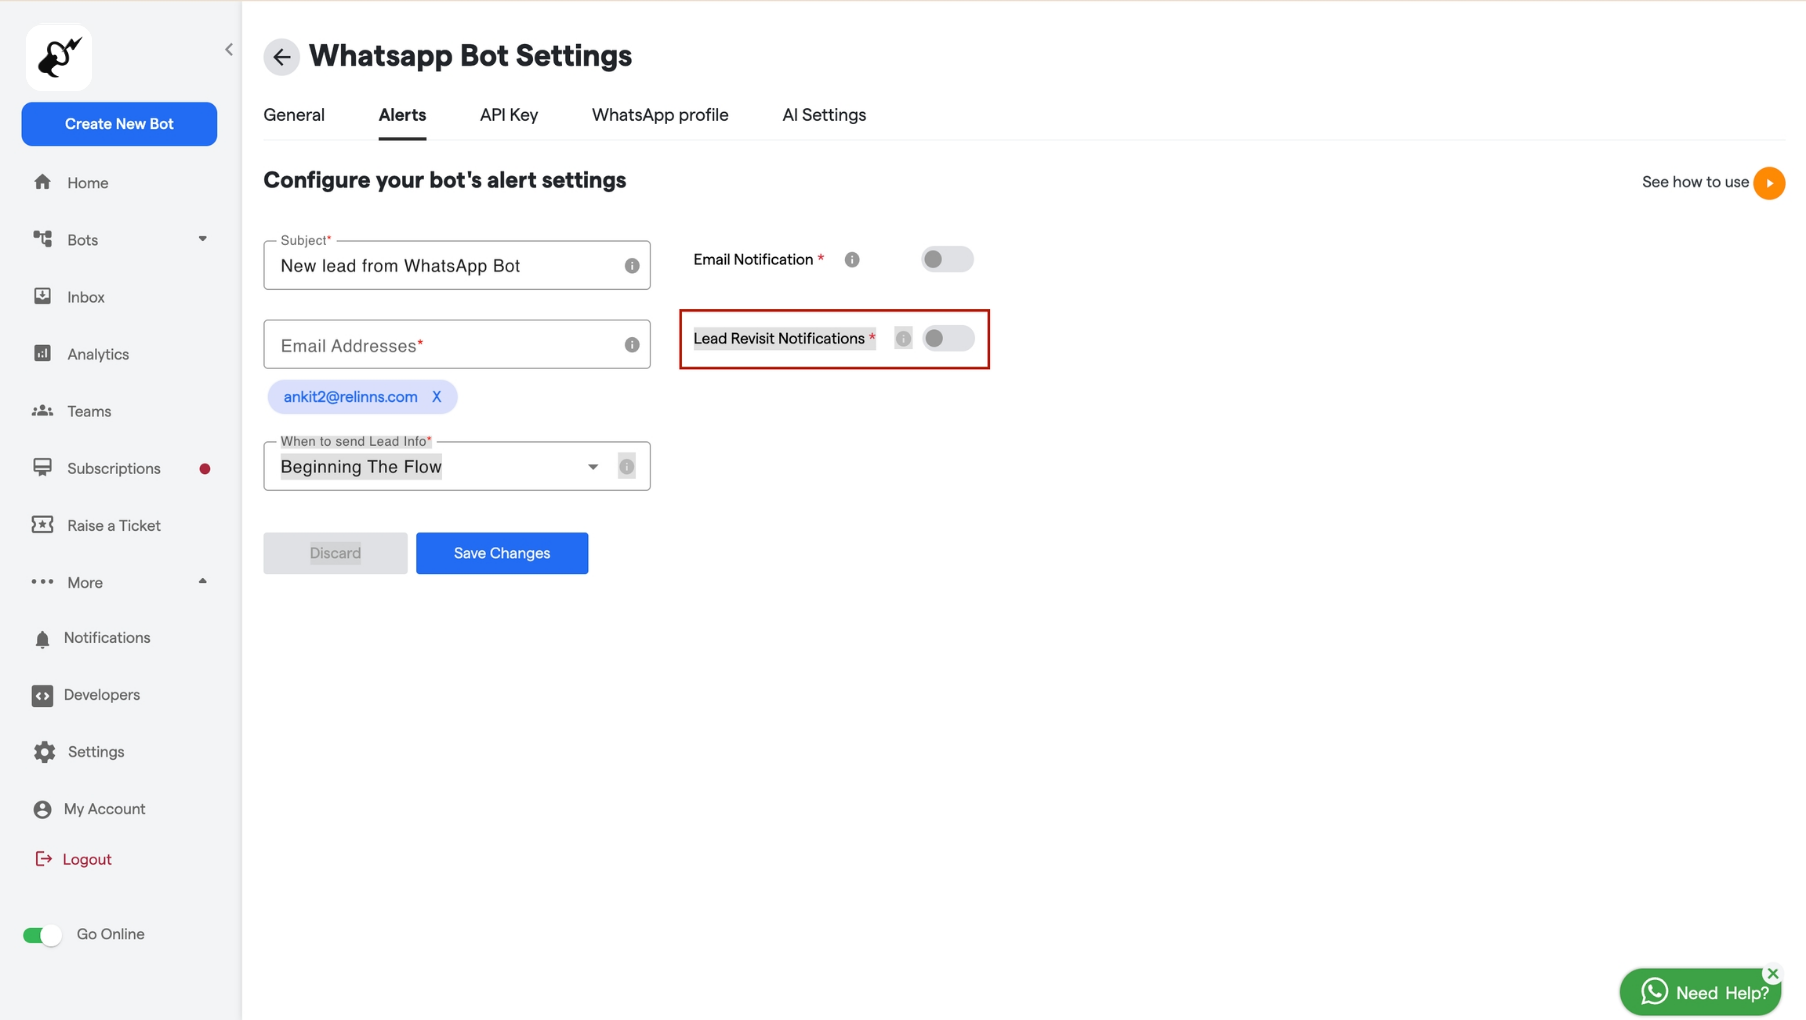 Whatsapp Bot Settings
Create New Bot
Home
Bots
Inbox
Analytics
Teams
Subscriptions
Raise a Ticket
More
Notifications
Developers
Settings
My Account
Logout
Go Online
General Alerts API Key WhatsApp profile AI Settings
Configure your bot's alert settings
See how to use
Subject*
New lead from WhatsApp Bot
Email Notification *
Email Addresses*
Lead Revisit Notifications *
ankit2@relinns.com X
When to send Lead Info*
Beginning The Flow
Discard Save Changes
Need Help?